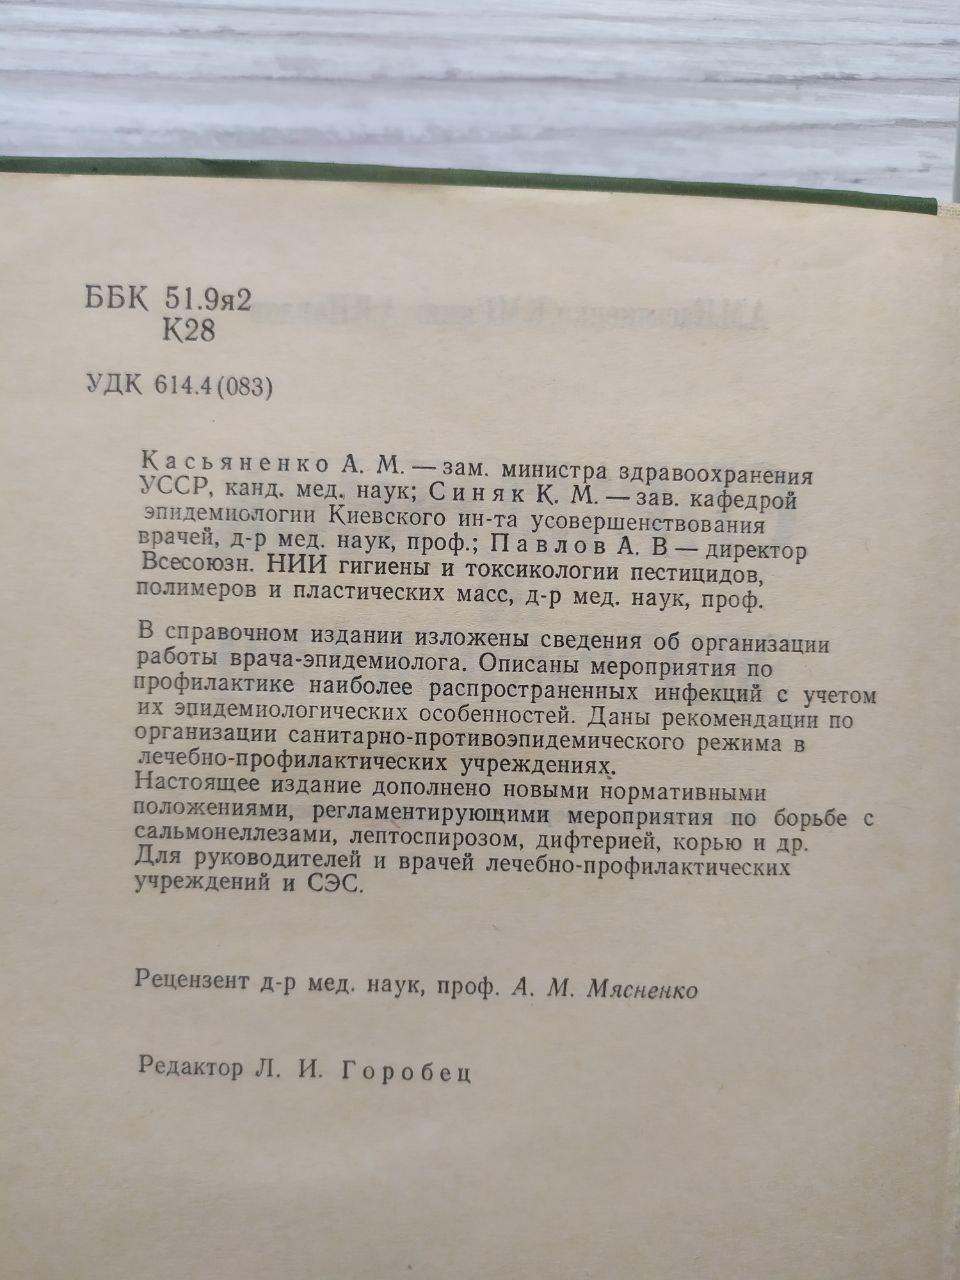 ББК 51.9я2
К28
УДК 614.4(083)
Касьяненко А. М. — зам. министра здравоохранения
УССР, канд. мед. наук; Синяк К. М. — зав. кафедрой
эпидемиологии Киевского ин-та усовершенствования
врачей, д-р мед. наук, проф.; Павлов А. В — директор
Всесоюзн. НИИ гигиены и токсикологии пестицидов,
полимеров и пластических масс, д-р мед. наук, проф.
В справочном издании изложены сведения об организации
работы врача-эпидемиолога. Описаны мероприятия по
профилактике наиболее распространенных инфекций с учетом
их эпидемиологических особенностей. Даны рекомендации по
организации санитарно-противоэпидемического режима в
лечебно-профилактических учреждениях.
Настоящее издание дополнено новыми нормативными
положениями, регламентирующими мероприятия по борьбе с
сальмонеллезами, лептоспирозом, дифтерией, корью и др.
Для руководителей и врачей лечебно-профилактических
учреждений и СЭС.
Рецензент д-р мед. наук, проф. А. М. Мясненко
Редактор Л. И. Горобец